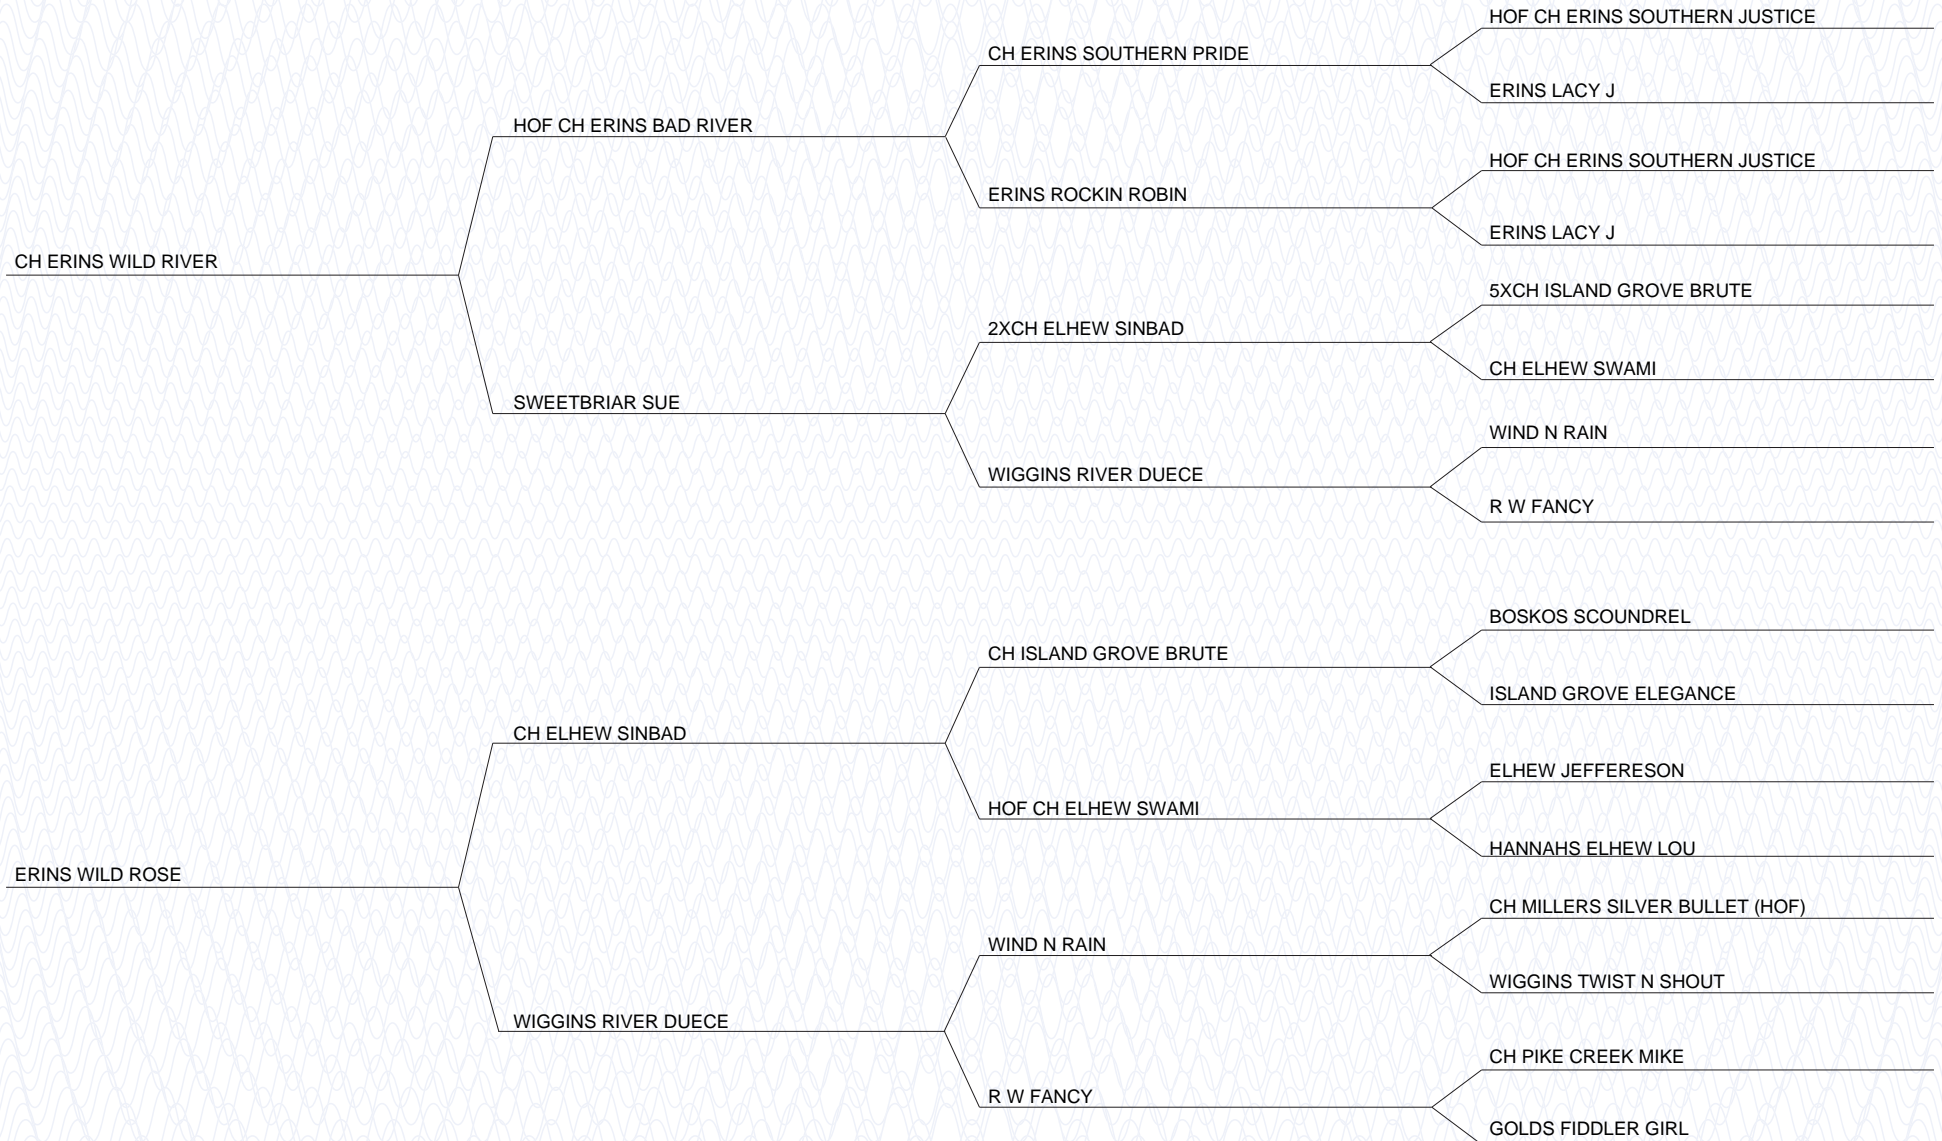 HOF CH ERINS SOUTHERN JUSTICE
CH ERINS SOUTHERN PRIDE
ERINS LACY J
HOF CH ERINS BAD RIVER
HOF CH ERINS SOUTHERN JUSTICE
ERINS ROCKIN ROBIN
ERINS LACY J
CH ERINS WILD RIVER
5XCH ISLAND GROVE BRUTE
2XCH ELHEW SINBAD
CH ELHEW SWAMI
SWEETBRIAR SUE
WIND N RAIN
WIGGINS RIVER DUECE
R W FANCY
BOSKOS SCOUNDREL
CH ISLAND GROVE BRUTE
ISLAND GROVE ELEGANCE
CH ELHEW SINBAD
ELHEW JEFFERESON
HOF CH ELHEW SWAMI
HANNAHS ELHEW LOU
ERINS WILD ROSE
CH MILLERS SILVER BULLET (HOF)
WIND N RAIN
WIGGINS TWIST N SHOUT
WIGGINS RIVER DUECE
CH PIKE CREEK MIKE
R W FANCY
GOLDS FIDDLER GIRL